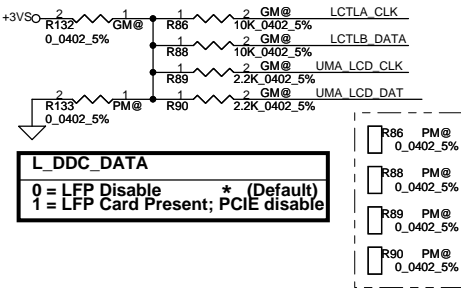 +3VS
2 1
R132 GM@
0_0402_5%
1 2 GM@ LCTLA_CLK
R86 10K_0402_5%
1 2 GM@ LCTLB_DATA
R88 10K_0402_5%
1 2 GM@ UMA_LCD_CLK
R89 2.2K_0402_5%
2 1 1 2 GM@ UMA_LCD_DAT
R133 PM@ R90 2.2K_0402_5%
0_0402_5%
R86 PM@
0_0402_5%
R88 PM@
0_0402_5%
R89 PM@
0_0402_5%
R90 PM@
0_0402_5%
L_DDC_DATA
0 = LFP Disable * (Default)
1 = LFP Card Present; PCIE disable